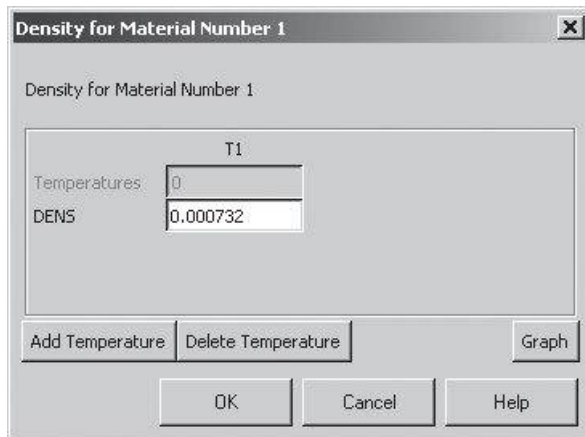 Density for Material Number 1
Density for Material Number 1
T1
Temperatures 0
DENS 0.000732
Add Temperature Delete Temperature Graph
OK Cancel Help